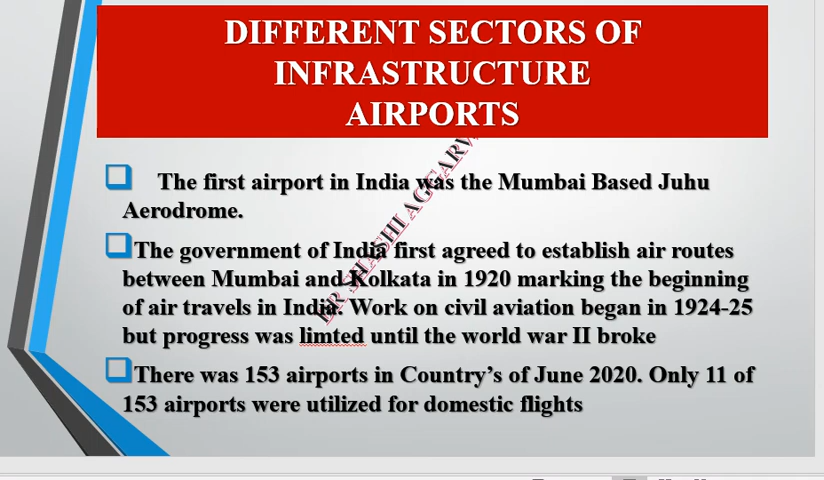 DIFFERENT SECTORS OF
INFRASTRUCTURE
AIRPORTS
The first airport in India was the Mumbai Based Juhu
Aerodrome.
The government of India first agreed to establish air routes
between Mumbai and Kolkata in 1920 marking the beginning
of air travels in India. Work on civil aviation began in 1924-25
but progress was limted until the world war II broke
There was 153 airports in Country's of June 2020. Only 11 of
153 airports were utilized for domestic flights
DR SHASHI AGGARW